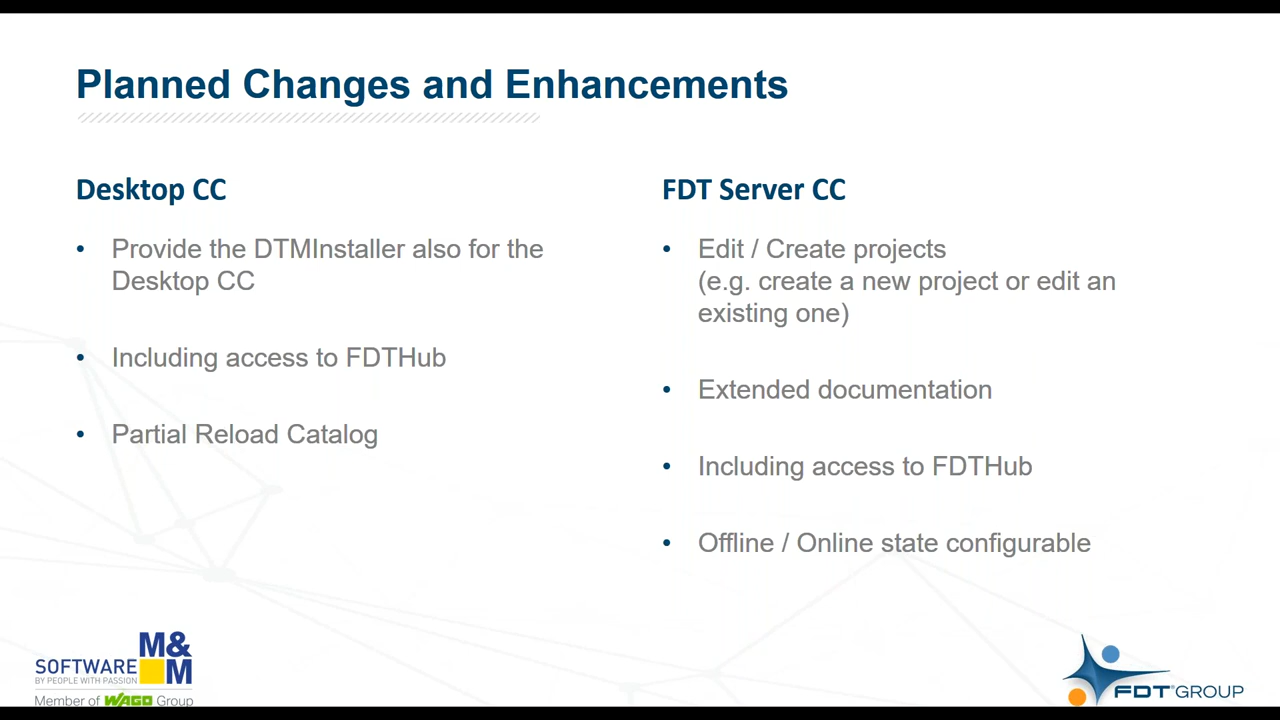 Planned Changes and Enhancements
Desktop CC
• Provide the DTMInstaller also for the
Desktop CC
• Including access to FDTHub
• Partial Reload Catalog
FDT Server CC
• Edit / Create projects
(e.g. create a new project or edit an
existing one)
• Extended documentation
• Including access to FDTHub
• Offline / Online state configurable
M&
SOFTWARE M
BY PEOPLE WITH PASSION
Member of WAGO Group
FDT® GROUP